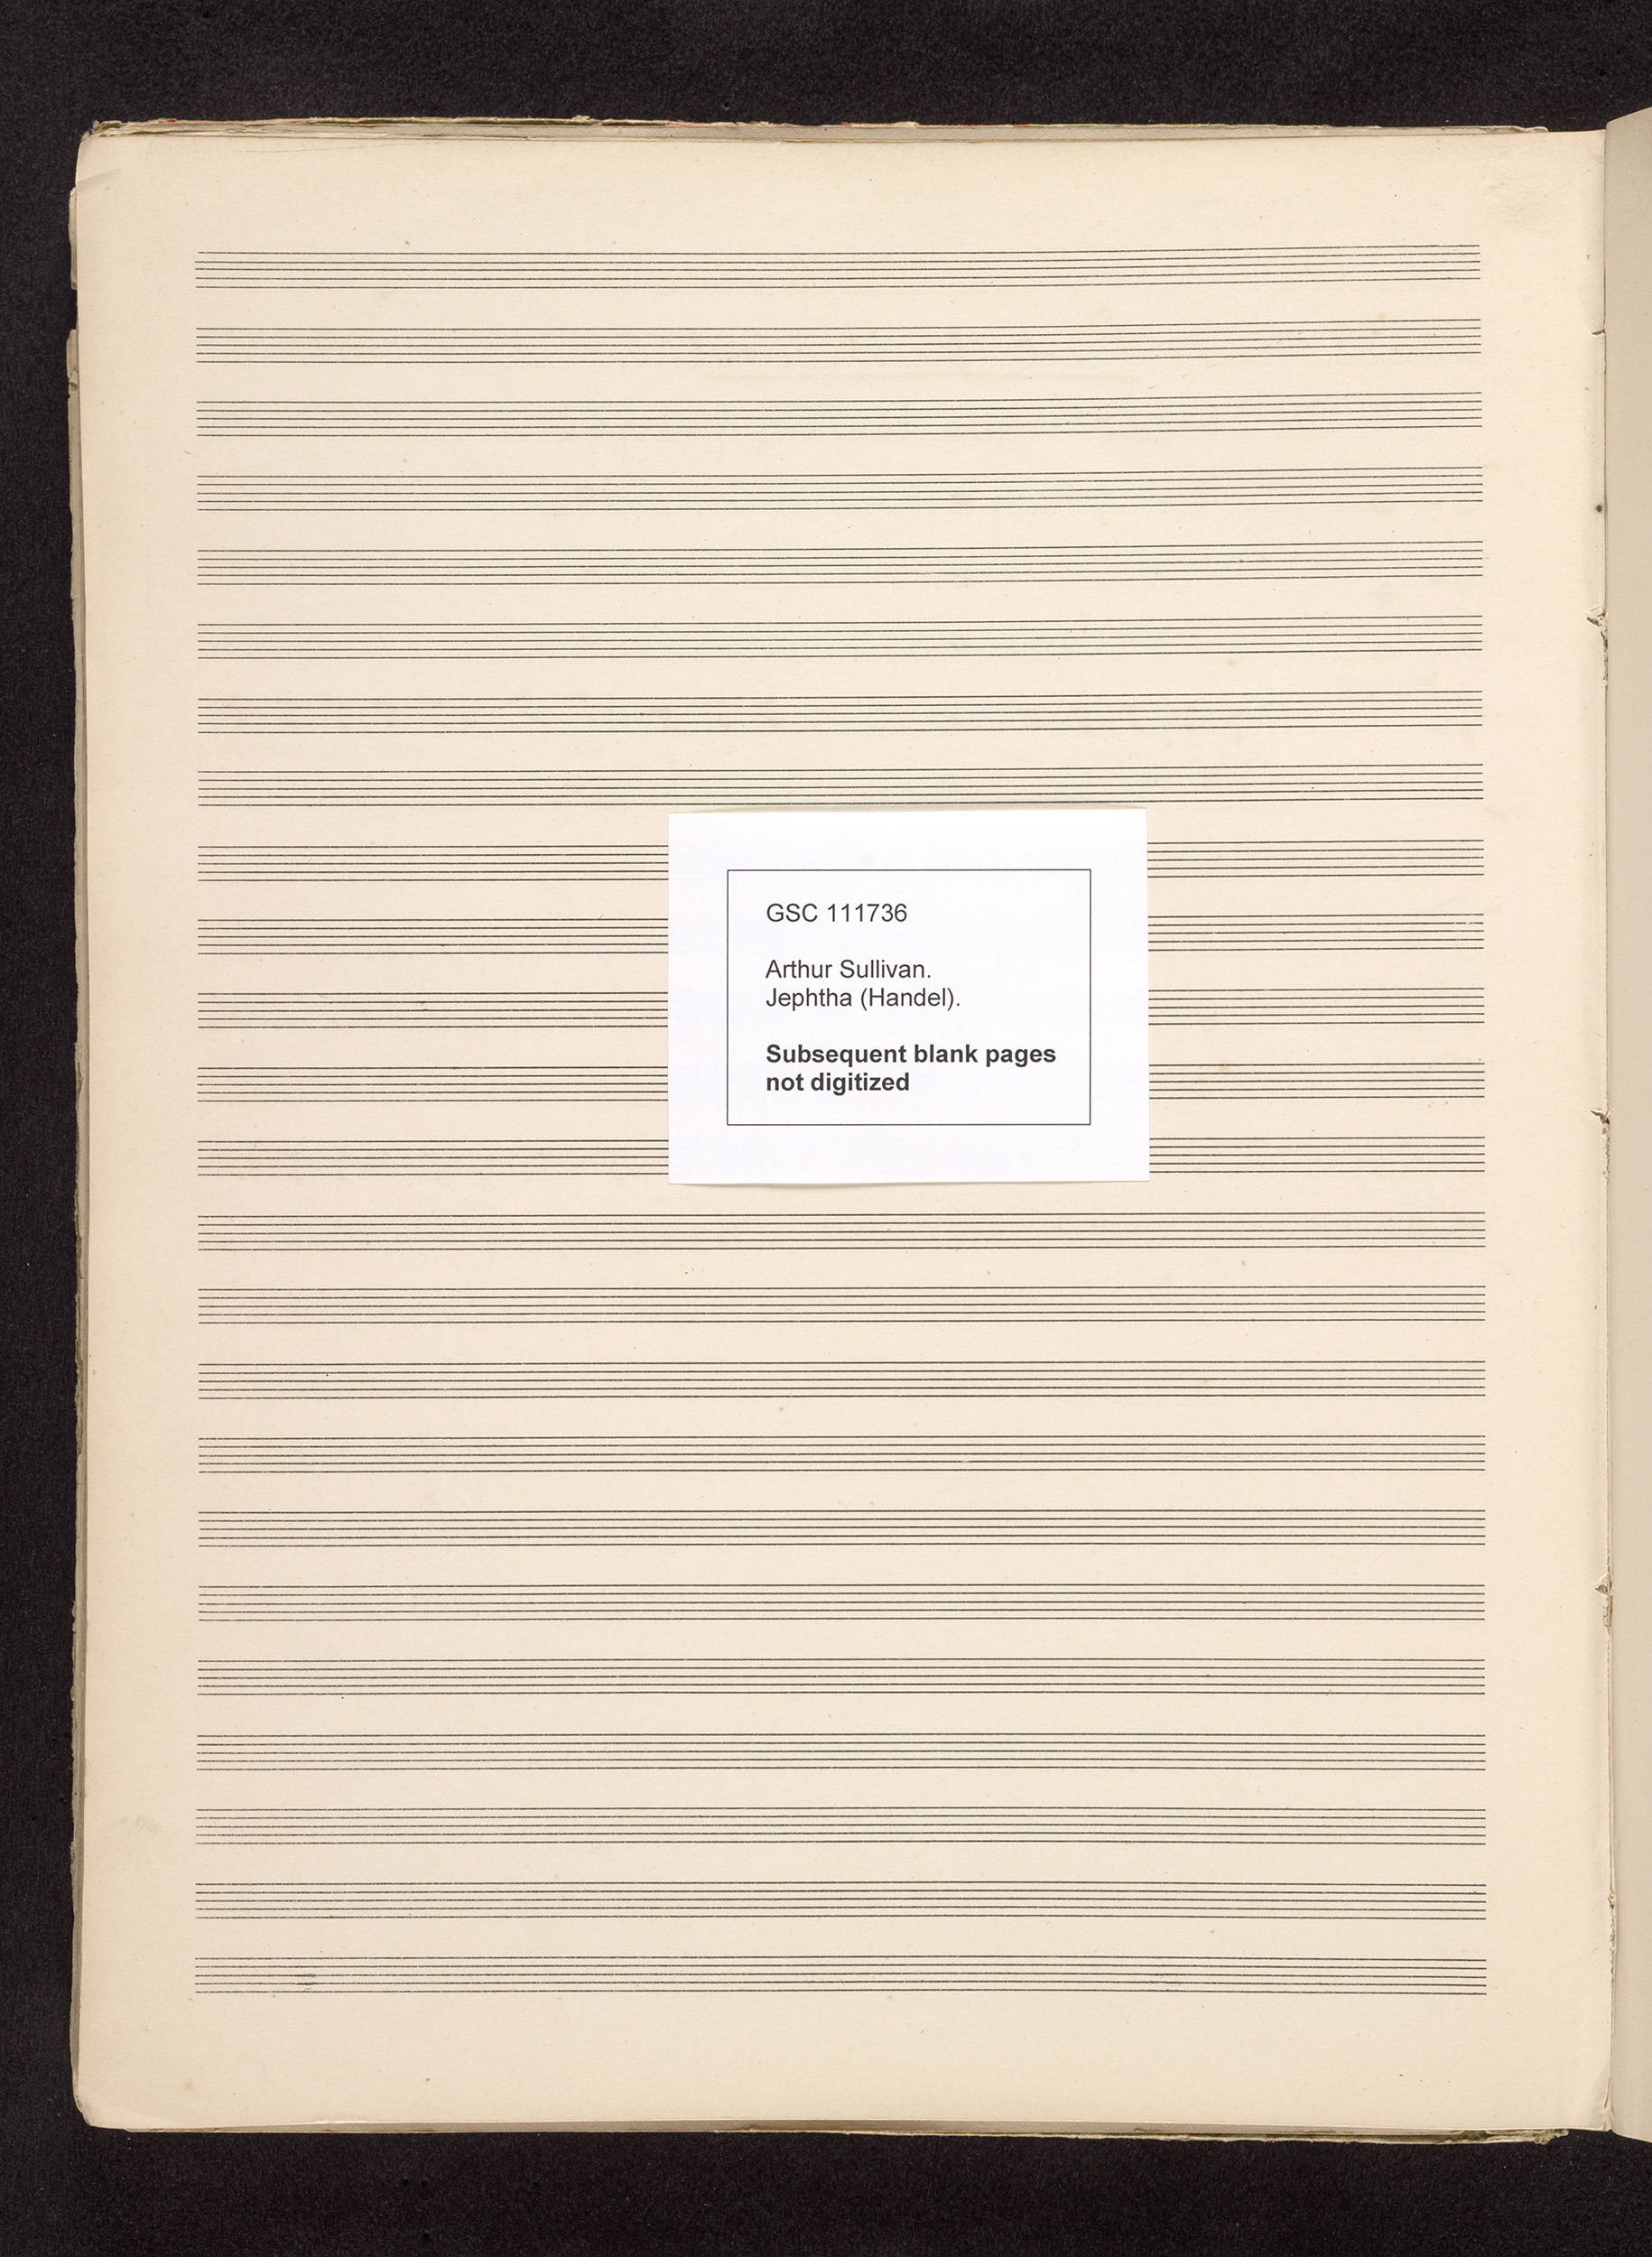 GSC 111736
Arthur Sullivan.
Jephtha (Handel).
Subsequent blank pages
not digitized